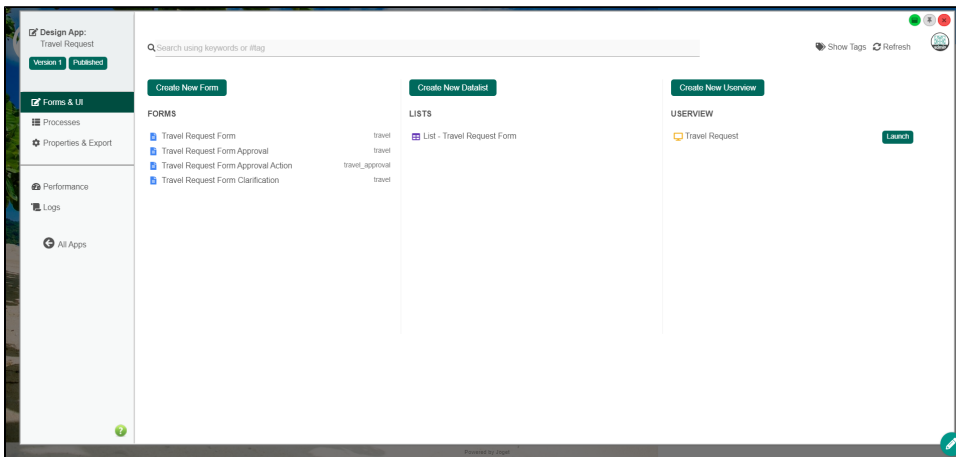 Design App:
Travel Request
Version 1 Published
Forms & UI
Processes
Properties & Export
Performance
Logs
All Apps
Search using keywords or #tag
Show Tags Refresh
Create New Form
FORMS
Travel Request Form travel
Travel Request Form Approval travel
Travel Request Form Approval Action travel_approval
Travel Request Form Clarification travel
Create New Datalist
LISTS
List - Travel Request Form
Create New Userview
USERVIEW
Travel Request Launch
Powered by Joget